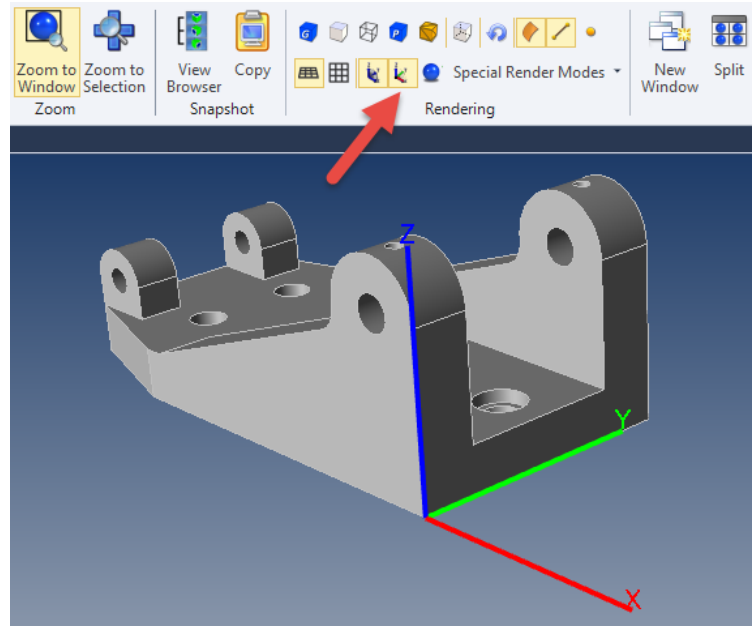 Zoom to Zoom to View Copy New Split
Window Selection Browser Special Render Modes Window
Zoom Snapshot Rendering
G P
Z
Y
X